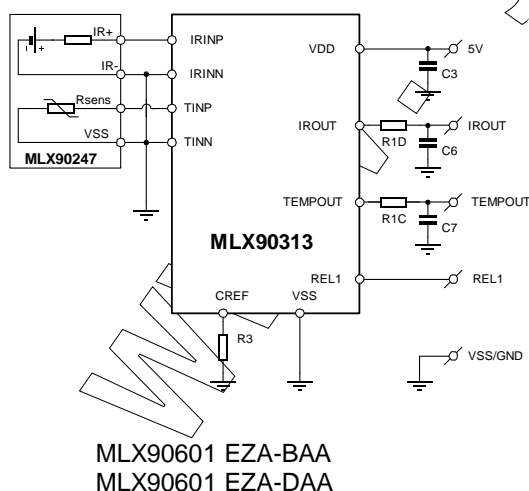 IR+
IRINP
VDD
5V
C3
IR-
IRINN
Rsens
TINP
IROUT
R1D
IROUT
C6
VSS
TINN
MLX90247
TEMPOUT
R1C
TEMPOUT
C7
MLX90313
REL1
REL1
CREF
VSS
R3
VSS/GND
MLX90601 EZA-BAA
MLX90601 EZA-DAA